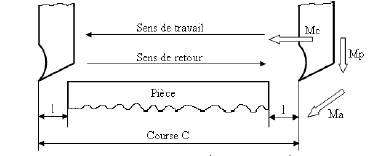 Sens de travail
Mc
Sens de retour
Mp
Pièce
l
l
Ma
Course C